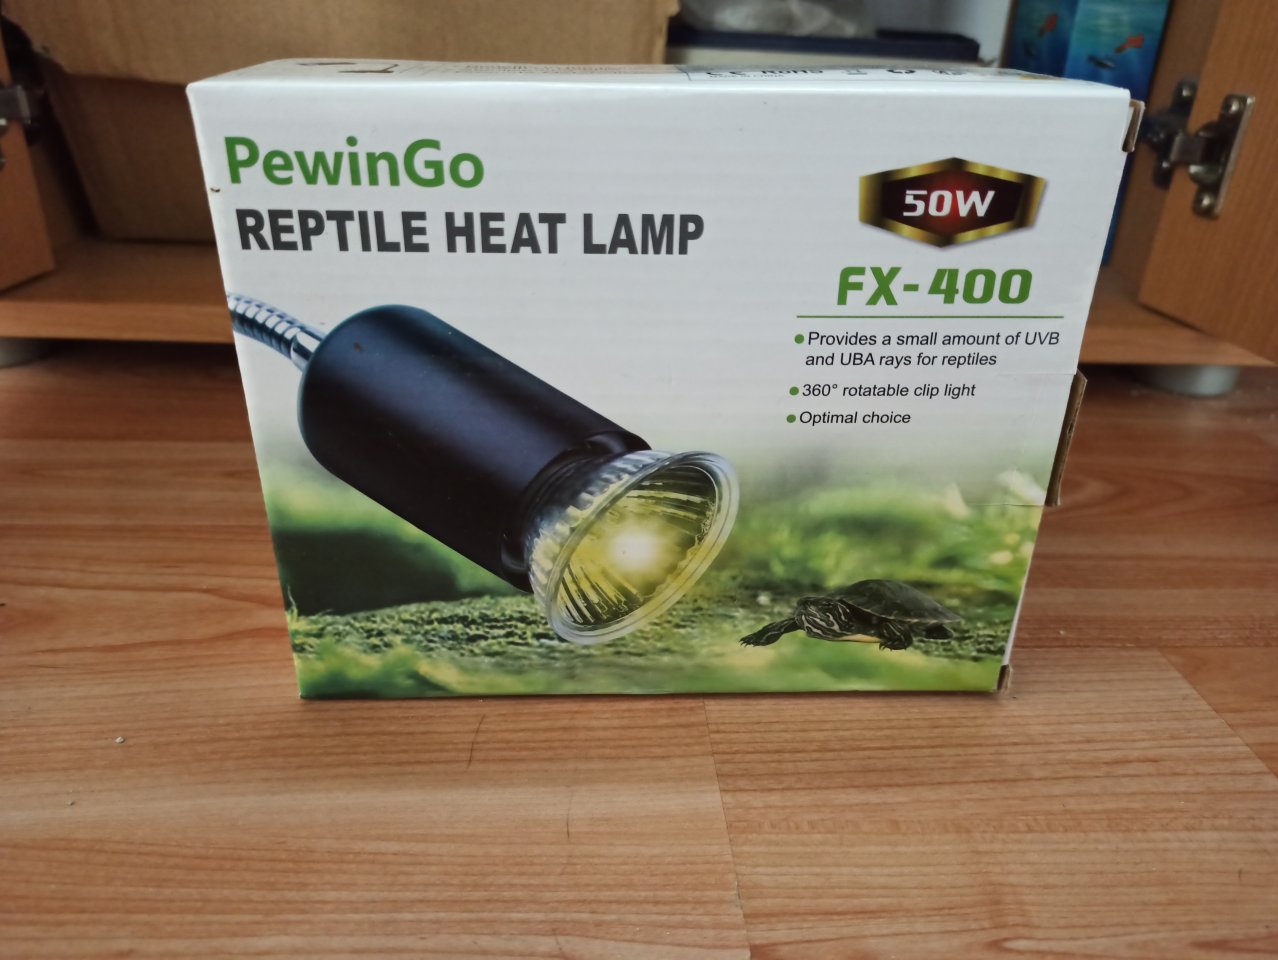 PewinGo
REPTILE HEAT LAMP
50W
FX-400
Provides a small amount of UVB
and UBA rays for reptiles
360° rotatable clip light
Optimal choice